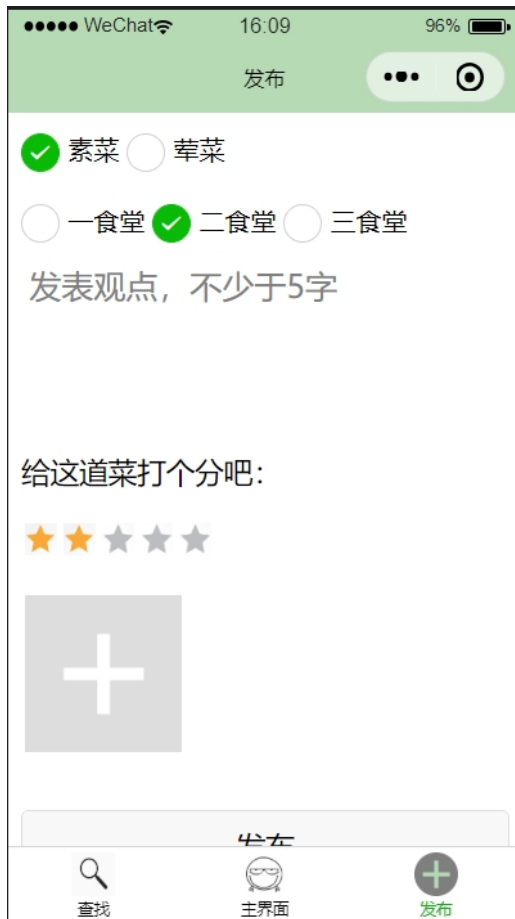 ●●●●● WeChat 16:09 96%
发布
素菜 荤菜
一食堂 二食堂 三食堂
发表观点，不少于5字
给这道菜打个分吧：
发布
查找 主界面 发布